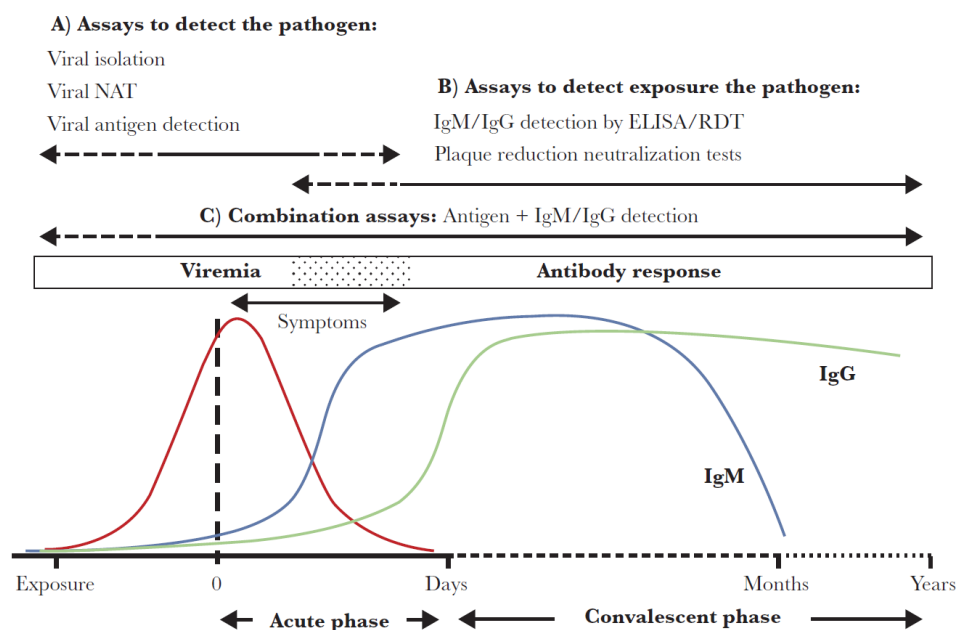 A) Assays to detect the pathogen:
Viral isolation
Viral NAT
Viral antigen detection
B) Assays to detect exposure the pathogen:
IgM/IgG detection by ELISA/RDT
Plaque reduction neutralization tests
C) Combination assays: Antigen + IgM/IgG detection
Viremia
Antibody response
Symptoms
IgG
IgM
Exposure
0
Days
Months
Years
Acute phase
Convalescent phase